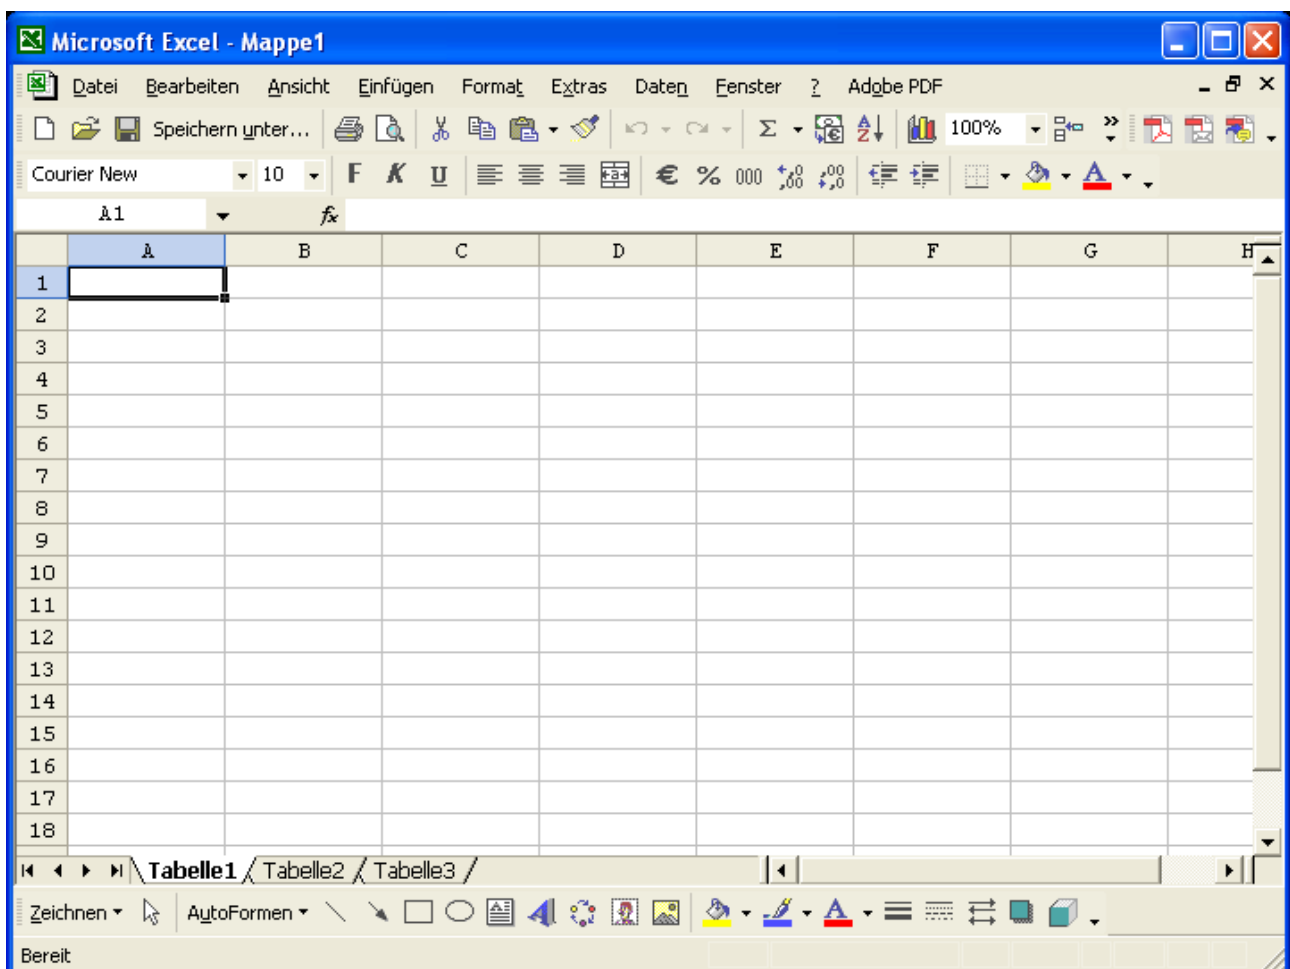 Microsoft Excel - Mappe1
Datei Bearbeiten Ansicht Einfügen Format Extras Daten Fenster ? Adobe PDF
Speichern unter... Σ 100%
Courier New 10 F K U € % 000
A1 fx
A B C D E F G H
1
2
3
4
5
6
7
8
9
10
11
12
13
14
15
16
17
18
Tabelle1 Tabelle2 Tabelle3
Zeichnen AutoFormen
Bereit